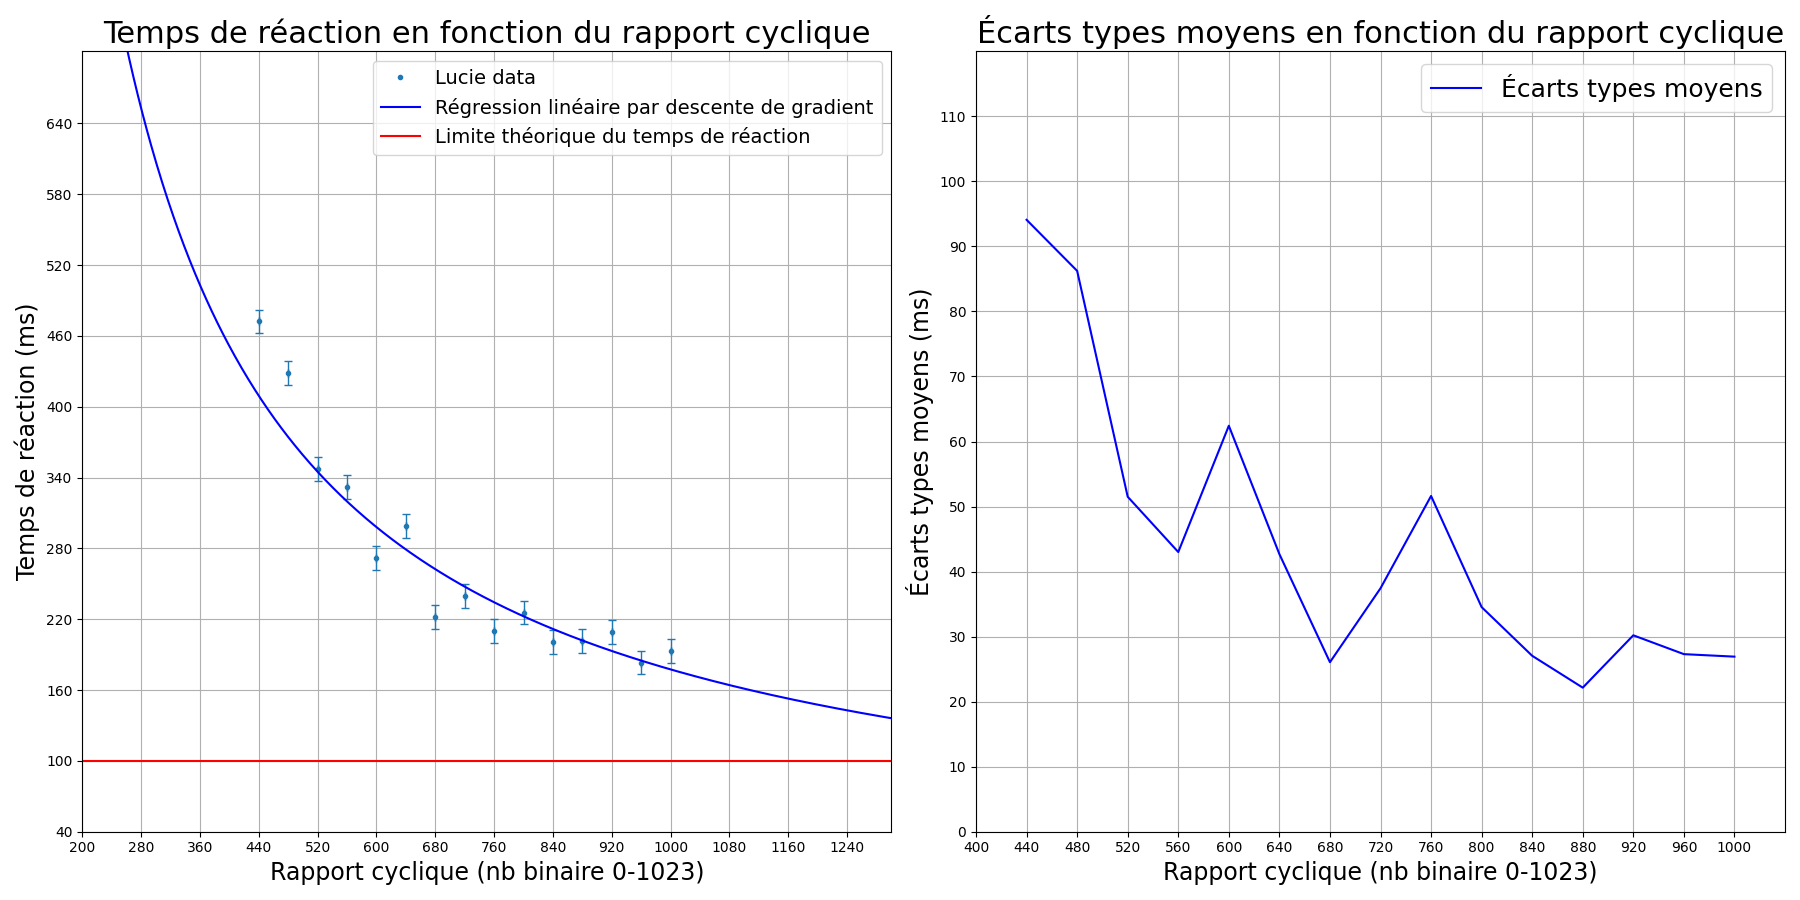 Temps de réaction en fonction du rapport cyclique
Lucie data
Régression linéaire par descente de gradient
Limite théorique du temps de réaction
Temps de réaction (ms)
640
580
520
460
400
340
280
220
160
100
40
200 280 360 440 520 600 680 760 840 920 1000 1080 1160 1240
Rapport cyclique (nb binaire 0-1023)
Écarts types moyens en fonction du rapport cyclique
Écarts types moyens
Écarts types moyens (ms)
110
100
90
80
70
60
50
40
30
20
10
0
400 440 480 520 560 600 640 680 720 760 800 840 880 920 960 1000
Rapport cyclique (nb binaire 0-1023)